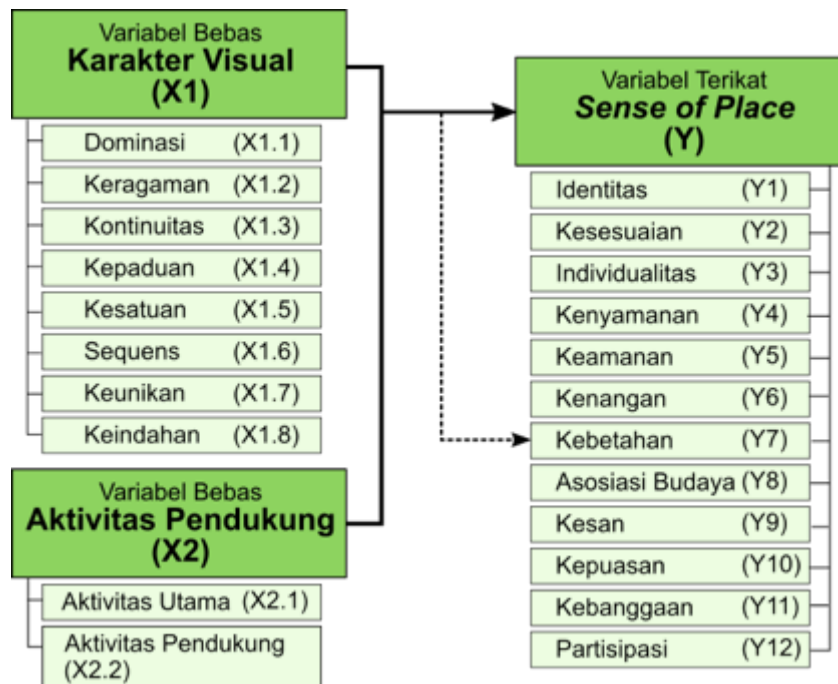 Variabel Bebas
Karakter Visual
(X1)
Dominasi (X1.1)
Keragaman (X1.2)
Kontinuitas (X1.3)
Kepaduan (X1.4)
Kesatuan (X1.5)
Sequens (X1.6)
Keunikan (X1.7)
Keindahan (X1.8)
Variabel Bebas
Aktivitas Pendukung
(X2)
Aktivitas Utama (X2.1)
Aktivitas Pendukung
(X2.2)
Variabel Terikat
Sense of Place
(Y)
Identitas (Y1)
Kesesuaian (Y2)
Individualitas (Y3)
Kenyamanan (Y4)
Keamanan (Y5)
Kenangan (Y6)
Kebetahan (Y7)
Asosiasi Budaya (Y8)
Kesan (Y9)
Kepuasan (Y10)
Kebanggaan (Y11)
Partisipasi (Y12)